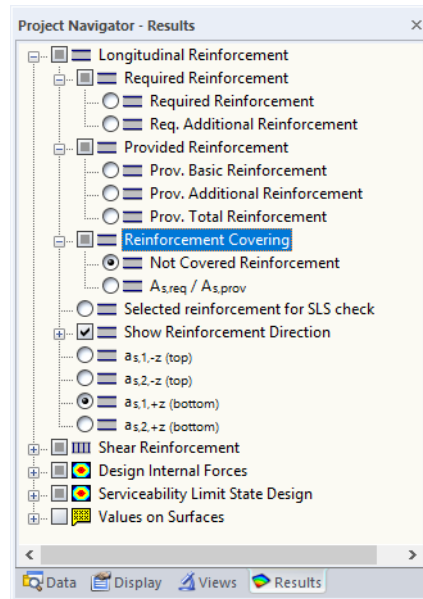 Project Navigator - Results
Longitudinal Reinforcement
Required Reinforcement
Required Reinforcement
Req. Additional Reinforcement
Provided Reinforcement
Prov. Basic Reinforcement
Prov. Additional Reinforcement
Prov. Total Reinforcement
Reinforcement Covering
Not Covered Reinforcement
As,req / As,prov
Selected reinforcement for SLS check
Show Reinforcement Direction
as,1,-z (top)
as,2,-z (top)
as,1,+z (bottom)
as,2,+z (bottom)
Shear Reinforcement
Design Internal Forces
Serviceability Limit State Design
Values on Surfaces
Data Display Views Results